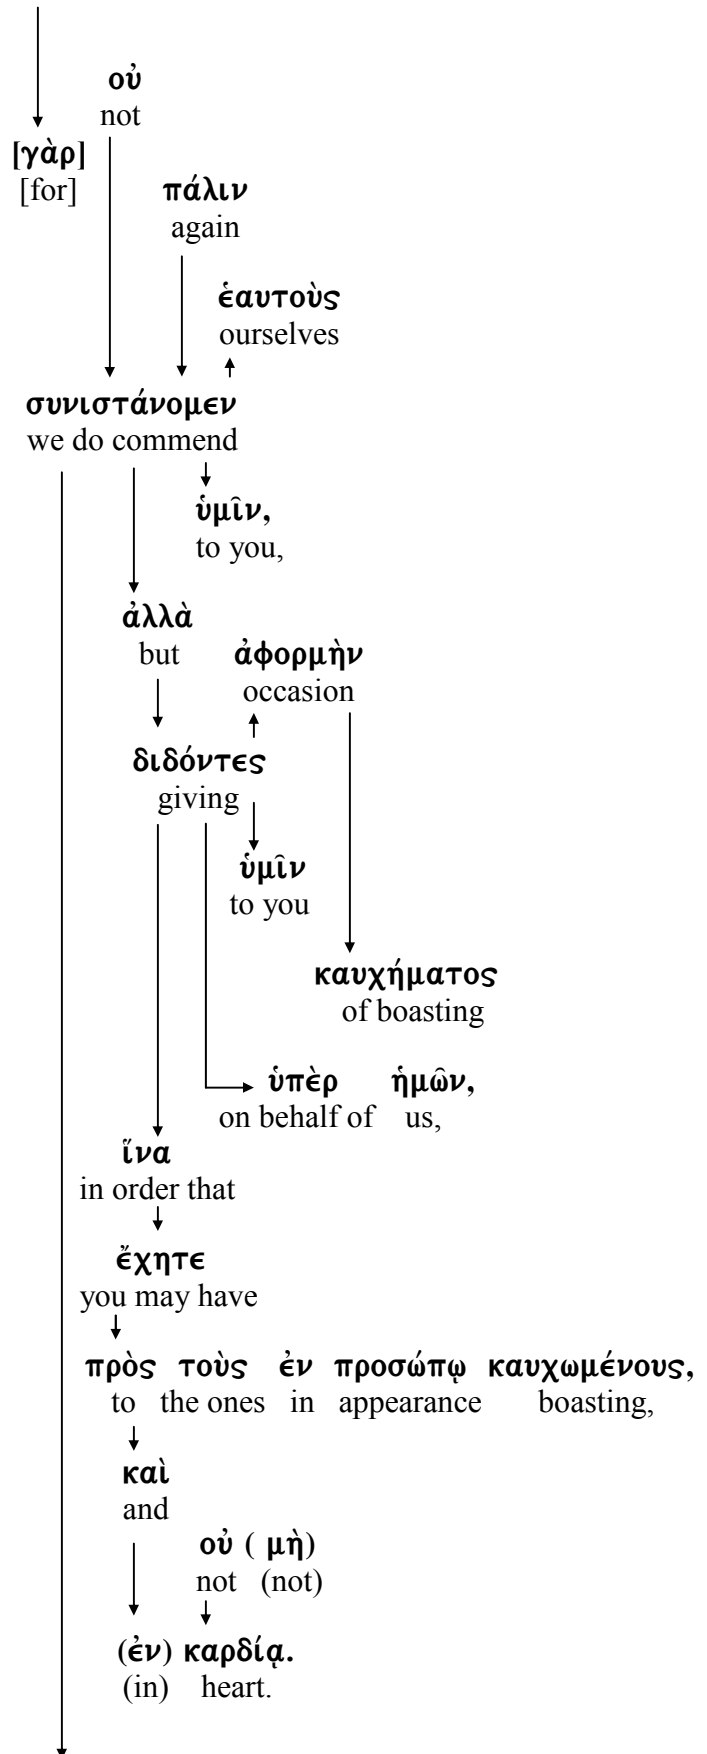 οὐ
not
[γὰρ]
[for]
πάλιν
again
ἑαυτοὺς
ourselves
συνιστάνομεν
we do commend
ὑμῖν,
to you,
ἀλλὰ
but
ἀφορμὴν
occasion
διδόντες
giving
ὑμῖν
to you
καυχήματος
of boasting
ὑπὲρ ἡμῶν,
on behalf of us,
ἵνα
in order that
ἔχητε
you may have
πρὸς τοὺς ἐν προσώπῳ καυχωμένους,
to the ones in appearance boasting,
καὶ
and
οὐ ( μὴ)
not (not)
(ἐν) καρδίᾳ.
(in) heart.